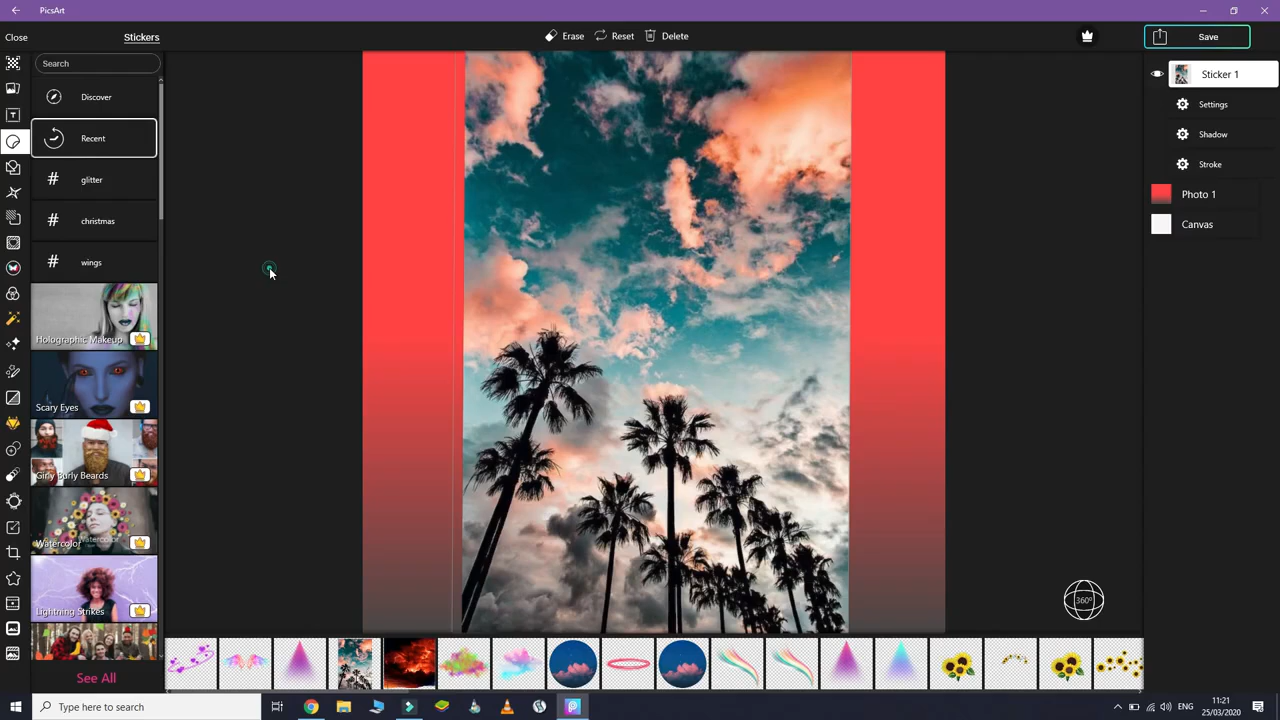 PicsArt
Close
Stickers
Erase
Reset
Delete
Save
Search
Discover
Recent
# glitter
# christmas
# wings
Holographic Makeup
Scary Eyes
Girly Burly Beards
Watercolor
Watercolor
Lightning Strikes
See All
Sticker 1
Settings
Shadow
Stroke
Photo 1
Canvas
360°
Type here to search
11:21
25/03/2020